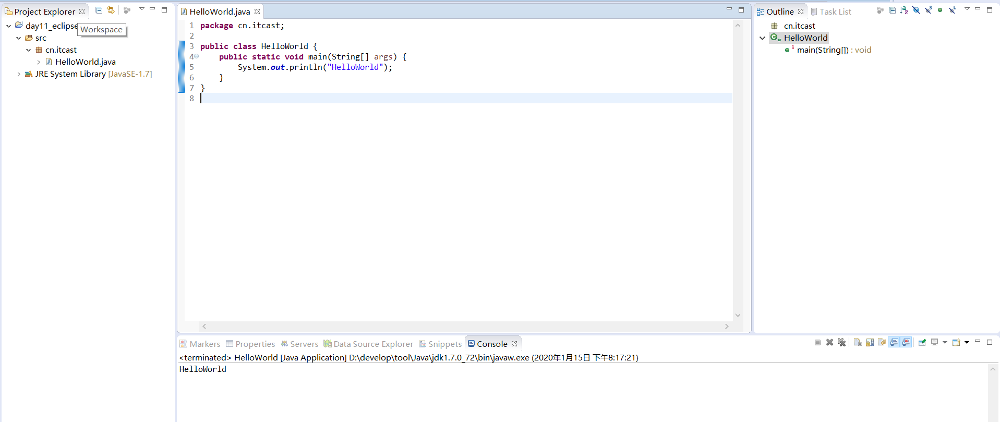 Project Explorer
day11_eclipse
Workspace
src
cn.itcast
HelloWorld.java
JRE System Library [JavaSE-1.7]
HelloWorld.java
1 package cn.itcast;
2
3 public class HelloWorld {
4 public static void main(String[] args) {
5 System.out.println("HelloWorld");
6 }
7 }
8
Outline Task List
cn.itcast
HelloWorld
main(String[]) : void
Markers Properties Servers Data Source Explorer Snippets Console
<terminated> HelloWorld [Java Application] D:\develop\tool\Java\jdk1.7.0_72\bin\javaw.exe (2020年1月15日 下午8:17:21)
HelloWorld